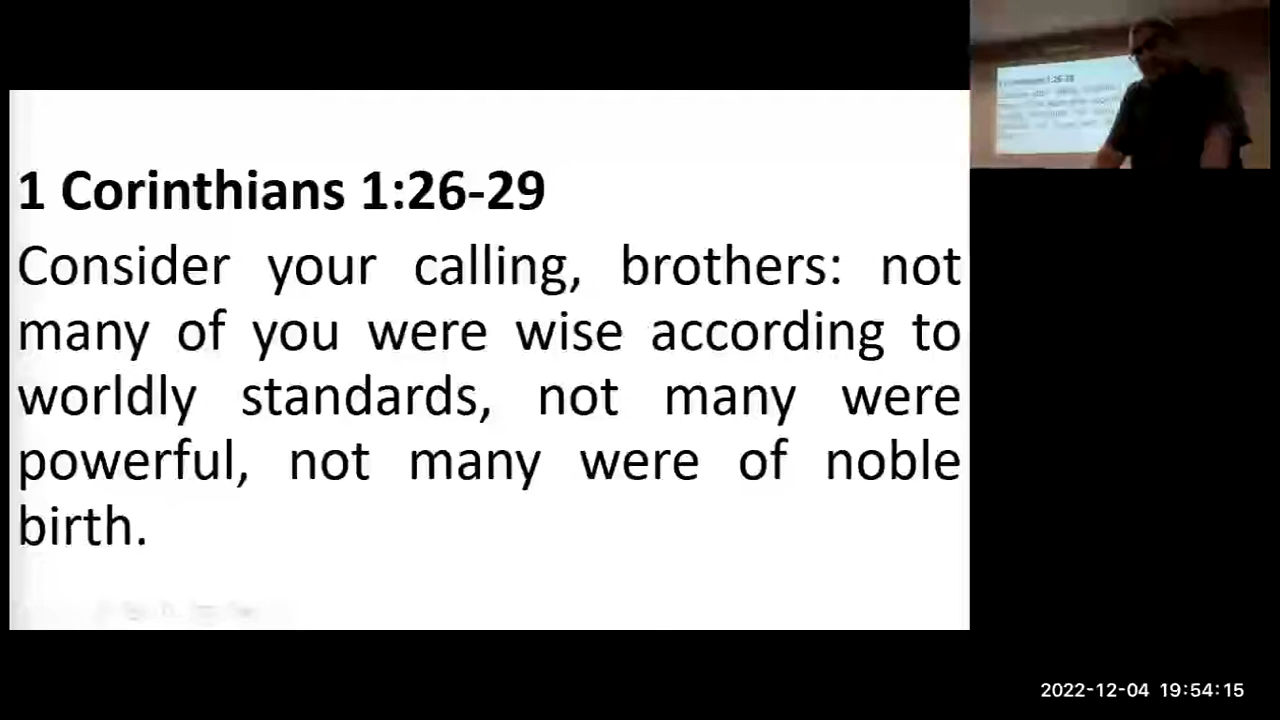 1 Corinthians 1:26-29
Consider your calling, brothers: not
many of you were wise according to
worldly standards, not many were
powerful, not many were of noble
birth.
2022-12-04 19:54:15